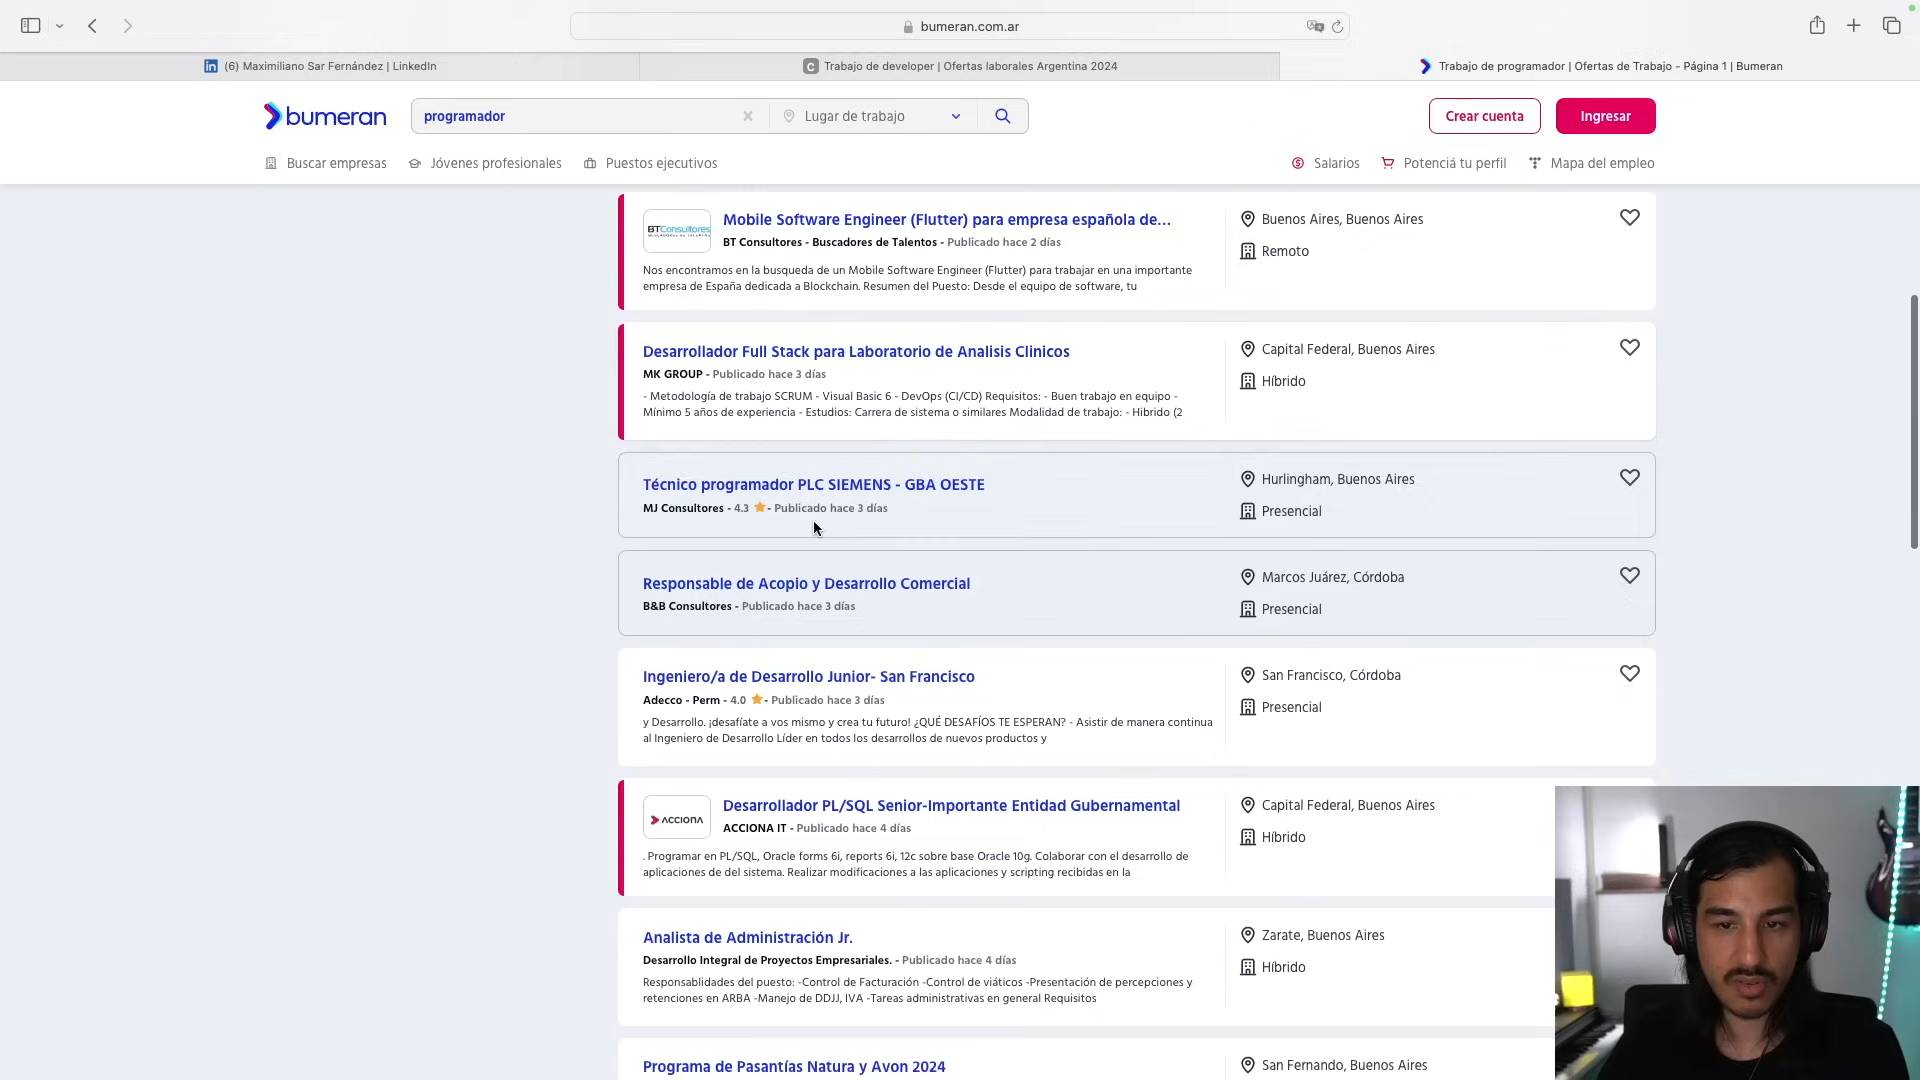 bumeran.com.ar
(6) Maximiliano Sar Fernández | LinkedIn
C Trabajo de developer | Ofertas laborales Argentina 2024
Trabajo de programador | Ofertas de Trabajo - Página 1 | Bumeran
bumeran
programador
Lugar de trabajo
Crear cuenta
Ingresar
Buscar empresas
Jóvenes profesionales
Puestos ejecutivos
Salarios
Potenciá tu perfil
Mapa del empleo
BTConsultores
Mobile Software Engineer (Flutter) para empresa española de...
BT Consultores - Buscadores de Talentos - Publicado hace 2 días
Nos encontramos en la busqueda de un Mobile Software Engineer (Flutter) para trabajar en una importante
empresa de España dedicada a Blockchain. Resumen del Puesto: Desde el equipo de software, tu
Buenos Aires, Buenos Aires
Remoto
Desarrollador Full Stack para Laboratorio de Analisis Clinicos
MK GROUP - Publicado hace 3 días
- Metodología de trabajo SCRUM - Visual Basic 6 - DevOps (CI/CD) Requisitos: - Buen trabajo en equipo -
Mínimo 5 años de experiencia - Estudios: Carrera de sistema o similares Modalidad de trabajo: - Hibrido (2
Capital Federal, Buenos Aires
Híbrido
Técnico programador PLC SIEMENS - GBA OESTE
MJ Consultores - 4.3 ★ - Publicado hace 3 días
Hurlingham, Buenos Aires
Presencial
Responsable de Acopio y Desarrollo Comercial
B&B Consultores - Publicado hace 3 días
Marcos Juárez, Córdoba
Presencial
Ingeniero/a de Desarrollo Junior- San Francisco
Adecco - Perm - 4.0 ★ - Publicado hace 3 días
y Desarrollo. ¡desafíate a vos mismo y crea tu futuro! ¿QUÉ DESAFÍOS TE ESPERAN? - Asistir de manera continua
al Ingeniero de Desarrollo Líder en todos los desarrollos de nuevos productos y
San Francisco, Córdoba
Presencial
ACCIONA
Desarrollador PL/SQL Senior-Importante Entidad Gubernamental
ACCIONA IT - Publicado hace 4 días
. Programar en PL/SQL, Oracle forms 6i, reports 6i, 12c sobre base Oracle 10g. Colaborar con el desarrollo de
aplicaciones de del sistema. Realizar modificaciones a las aplicaciones y scripting recibidas en la
Capital Federal, Buenos Aires
Híbrido
Analista de Administración Jr.
Desarrollo Integral de Proyectos Empresariales. - Publicado hace 4 días
Responsablidades del puesto: -Control de Facturación -Control de viáticos -Presentación de percepciones y
retenciones en ARBA -Manejo de DDJJ, IVA -Tareas administrativas en general Requisitos
Zarate, Buenos Aires
Híbrido
Programa de Pasantías Natura y Avon 2024
San Fernando, Buenos Aires